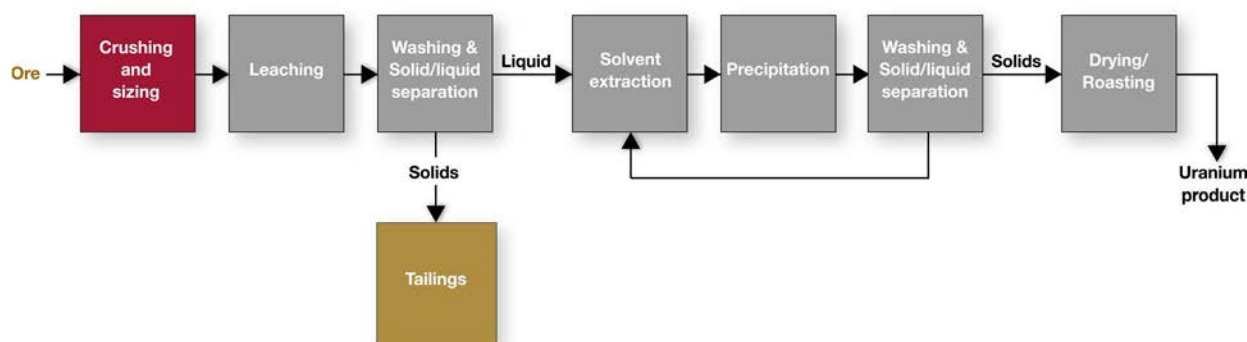 Ore
Crushing
and
sizing
Leaching
Washing &
Solid/liquid
separation
Liquid
Solvent
extraction
Precipitation
Washing &
Solid/liquid
separation
Solids
Drying/
Roasting
Solids
Uranium
product
Tailings